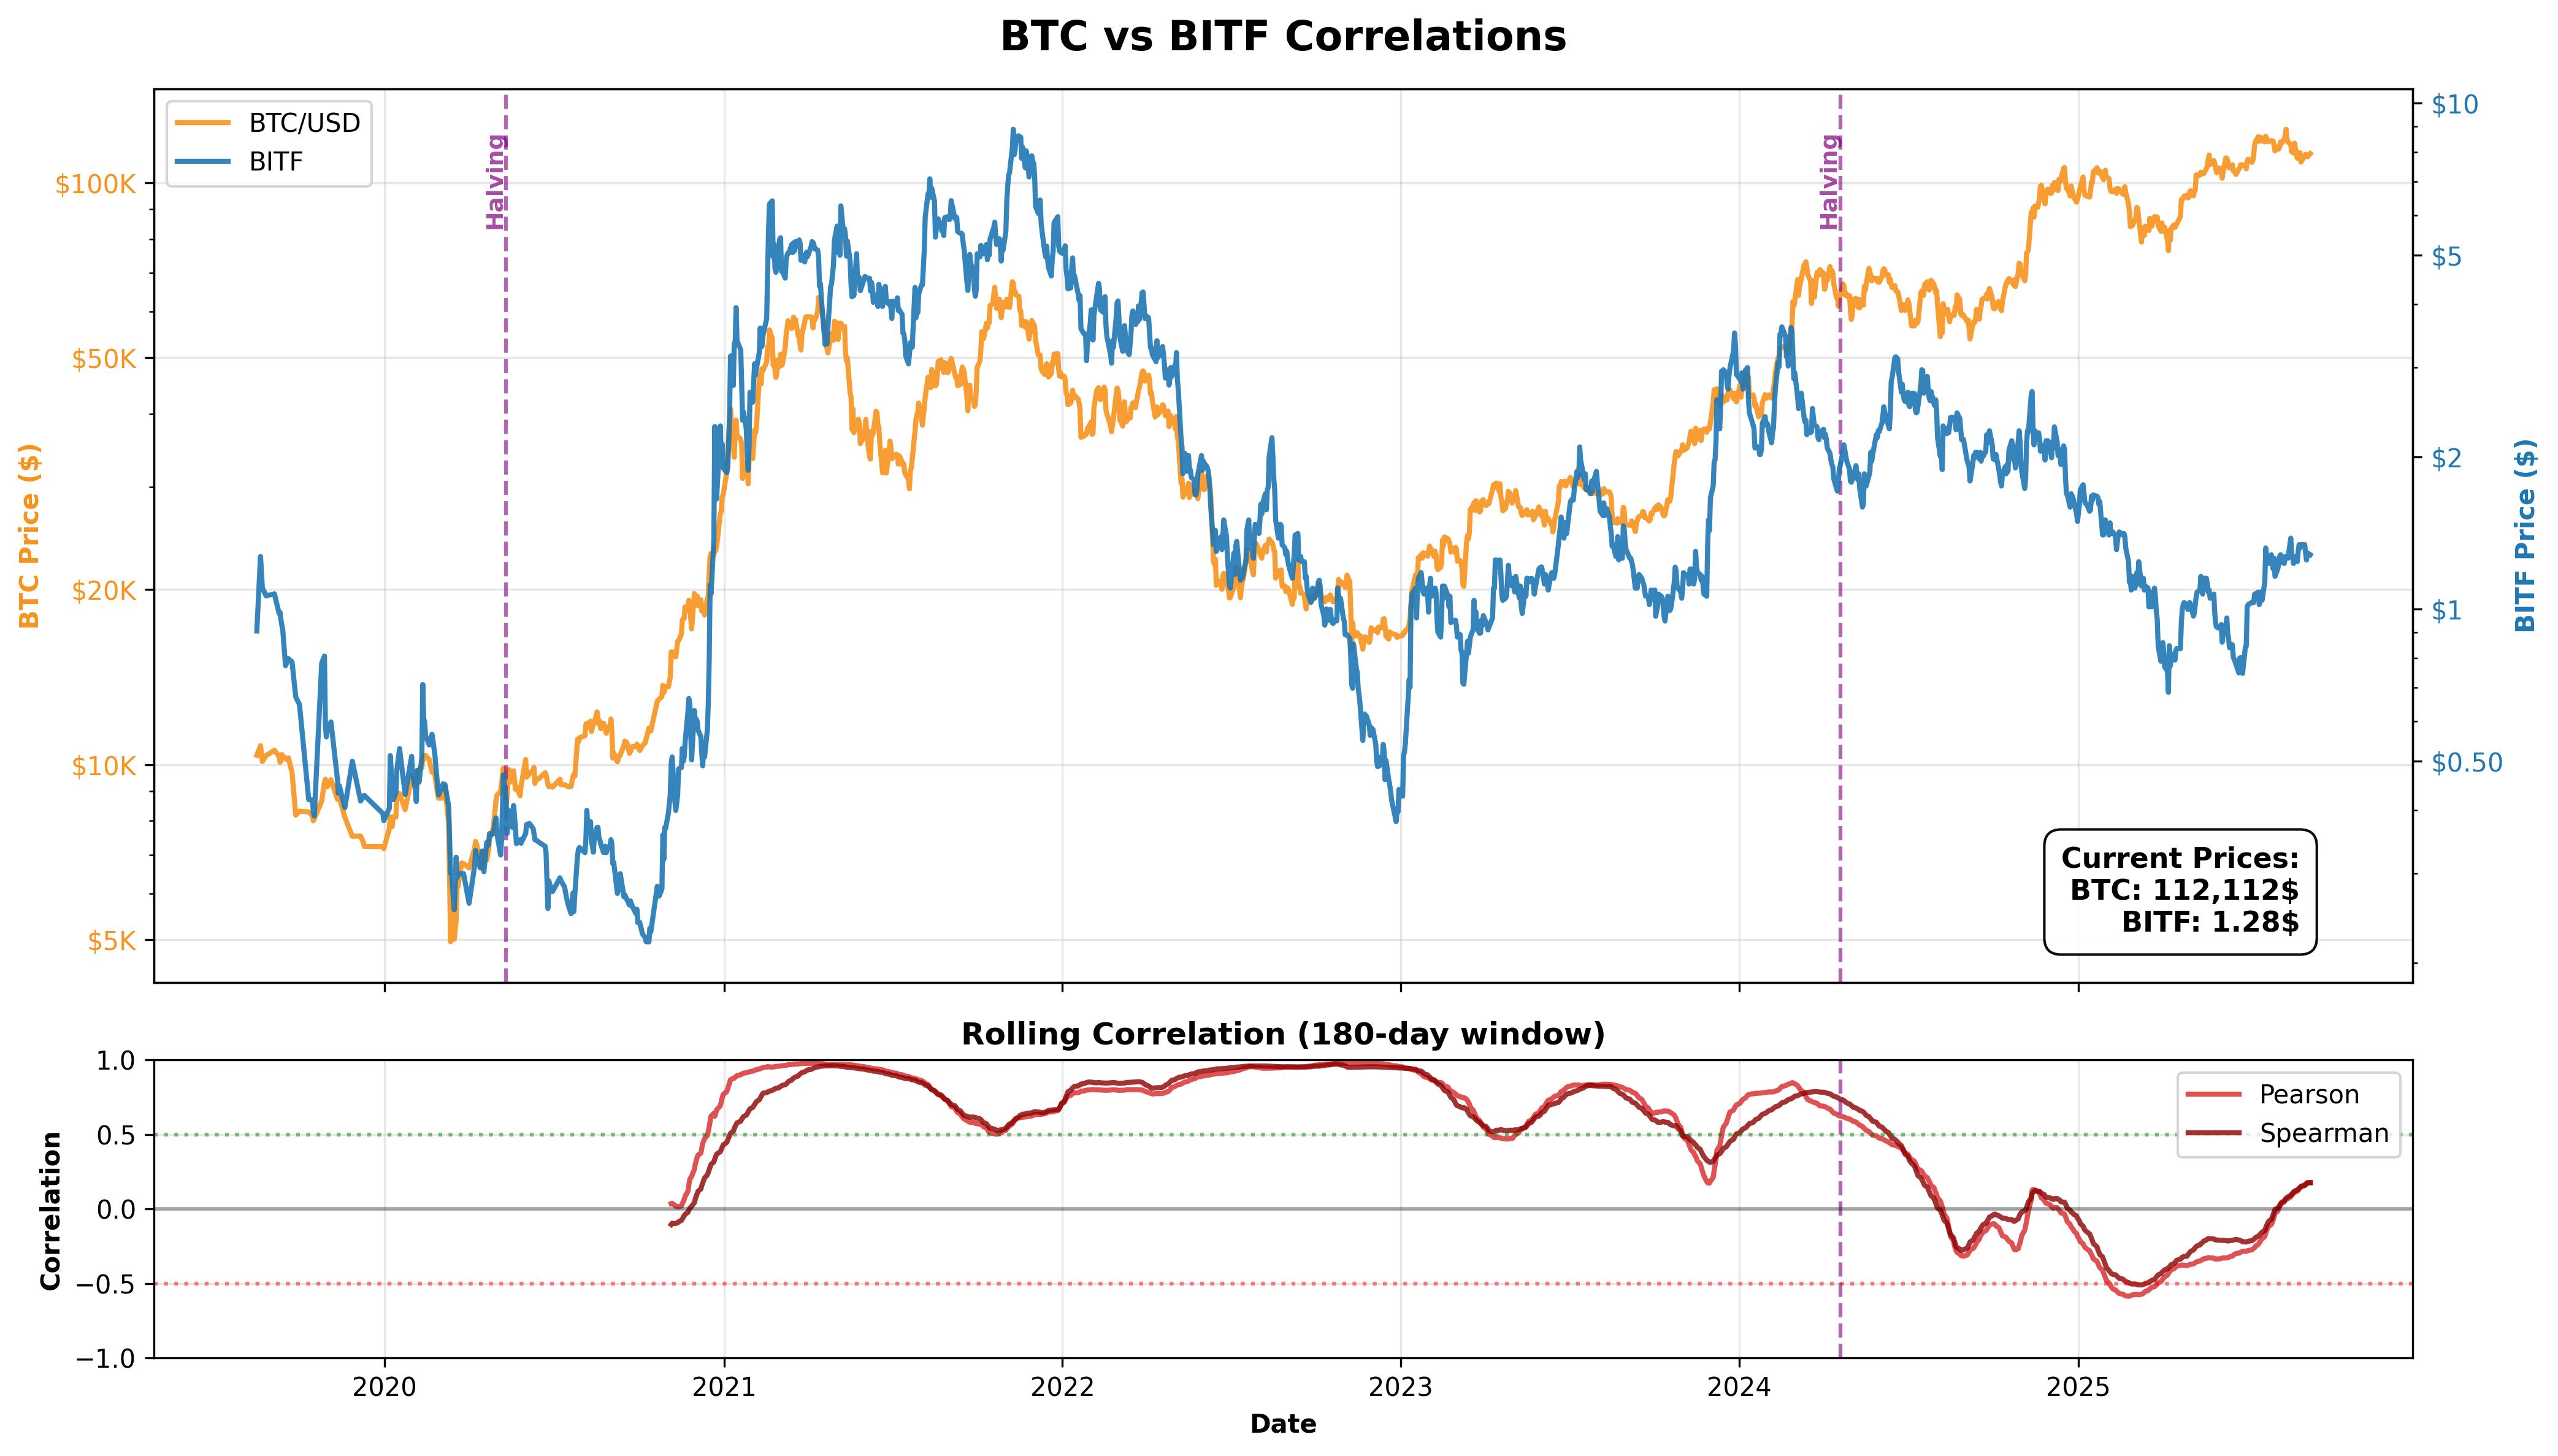 BTC vs BITF Correlations
BTC/USD
BITF
Halving
Halving
$100K
$50K
$20K
$10K
$5K
BTC Price ($)
$10
$5
$2
$1
$0.50
BITF Price ($)
Current Prices:
BTC: 112,112$
BITF: 1.28$
Rolling Correlation (180-day window)
1.0
0.5
0.0
−0.5
−1.0
Correlation
Pearson
Spearman
2020
2021
2022
2023
2024
2025
Date